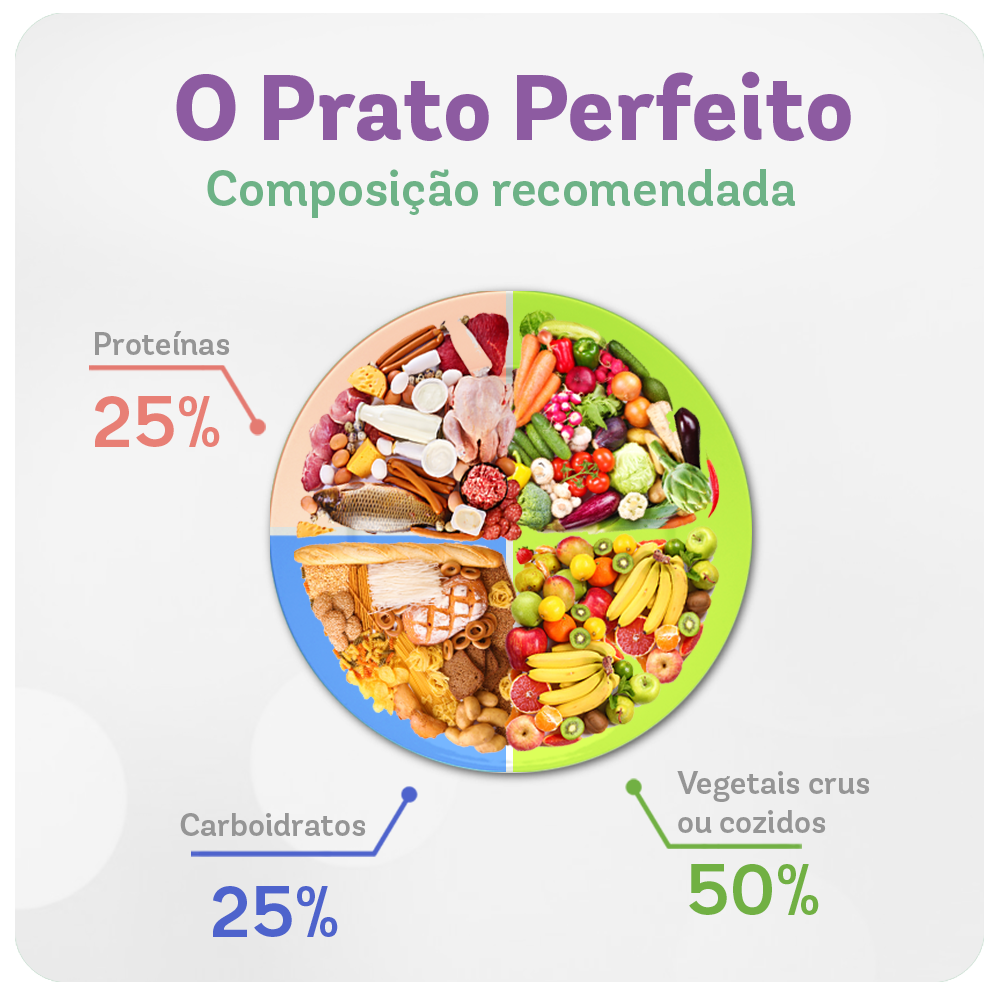 O Prato Perfeito
Composição recomendada
Proteínas
25%
Carboidratos
25%
Vegetais crus
ou cozidos
50%